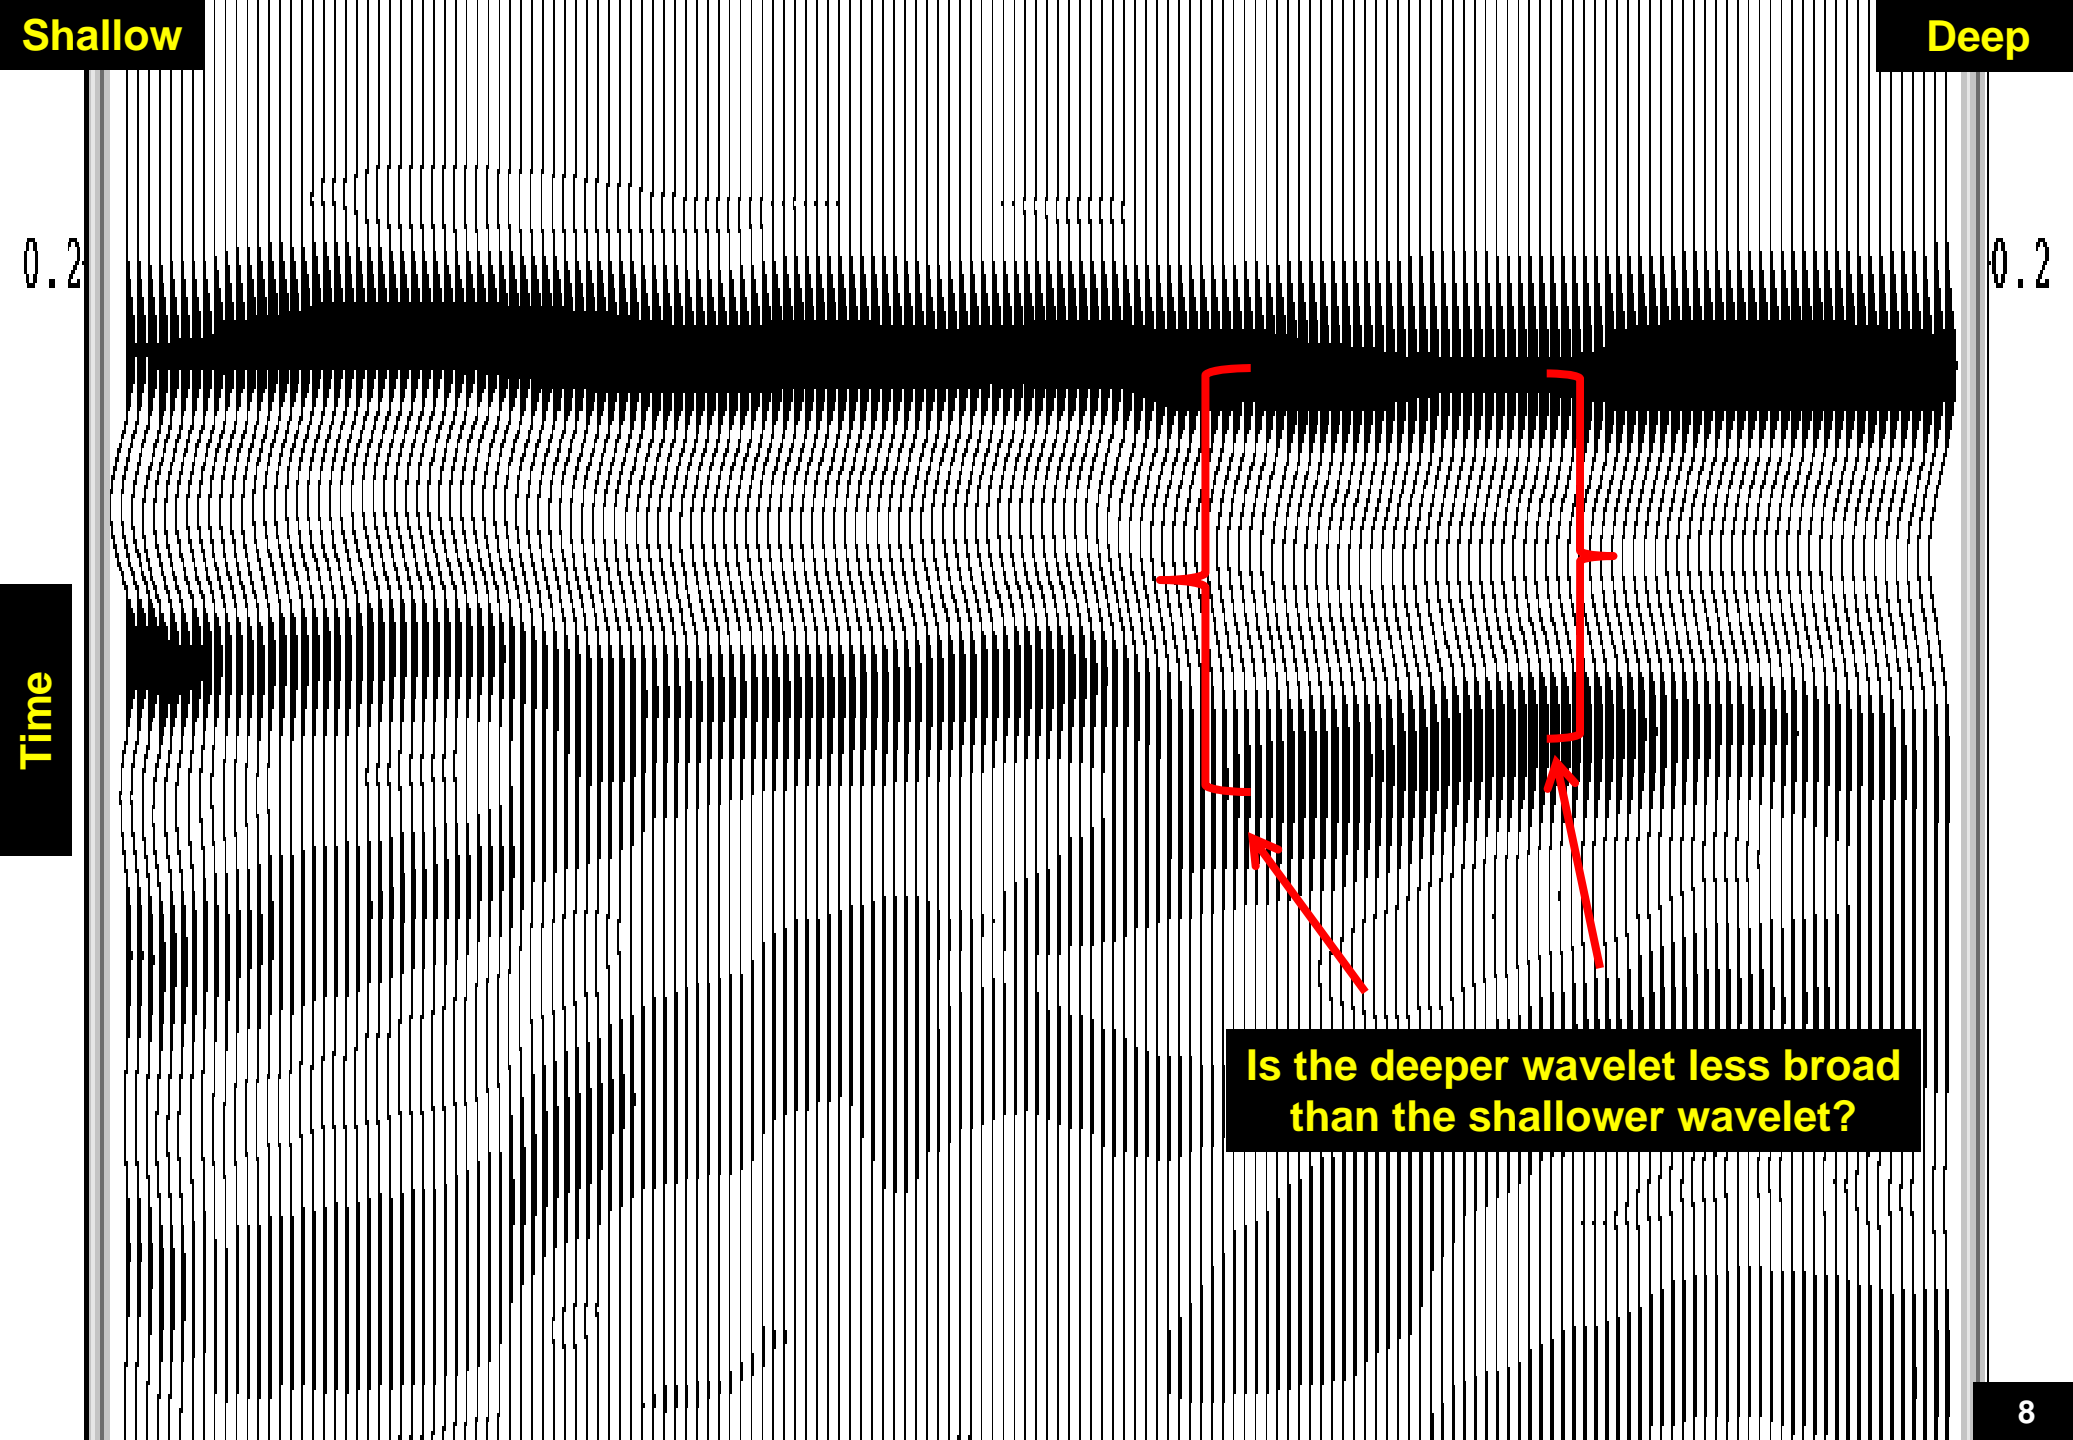 Shallow
Deep
0.2
0.2
Time
Is the deeper wavelet less broad
than the shallower wavelet?
8